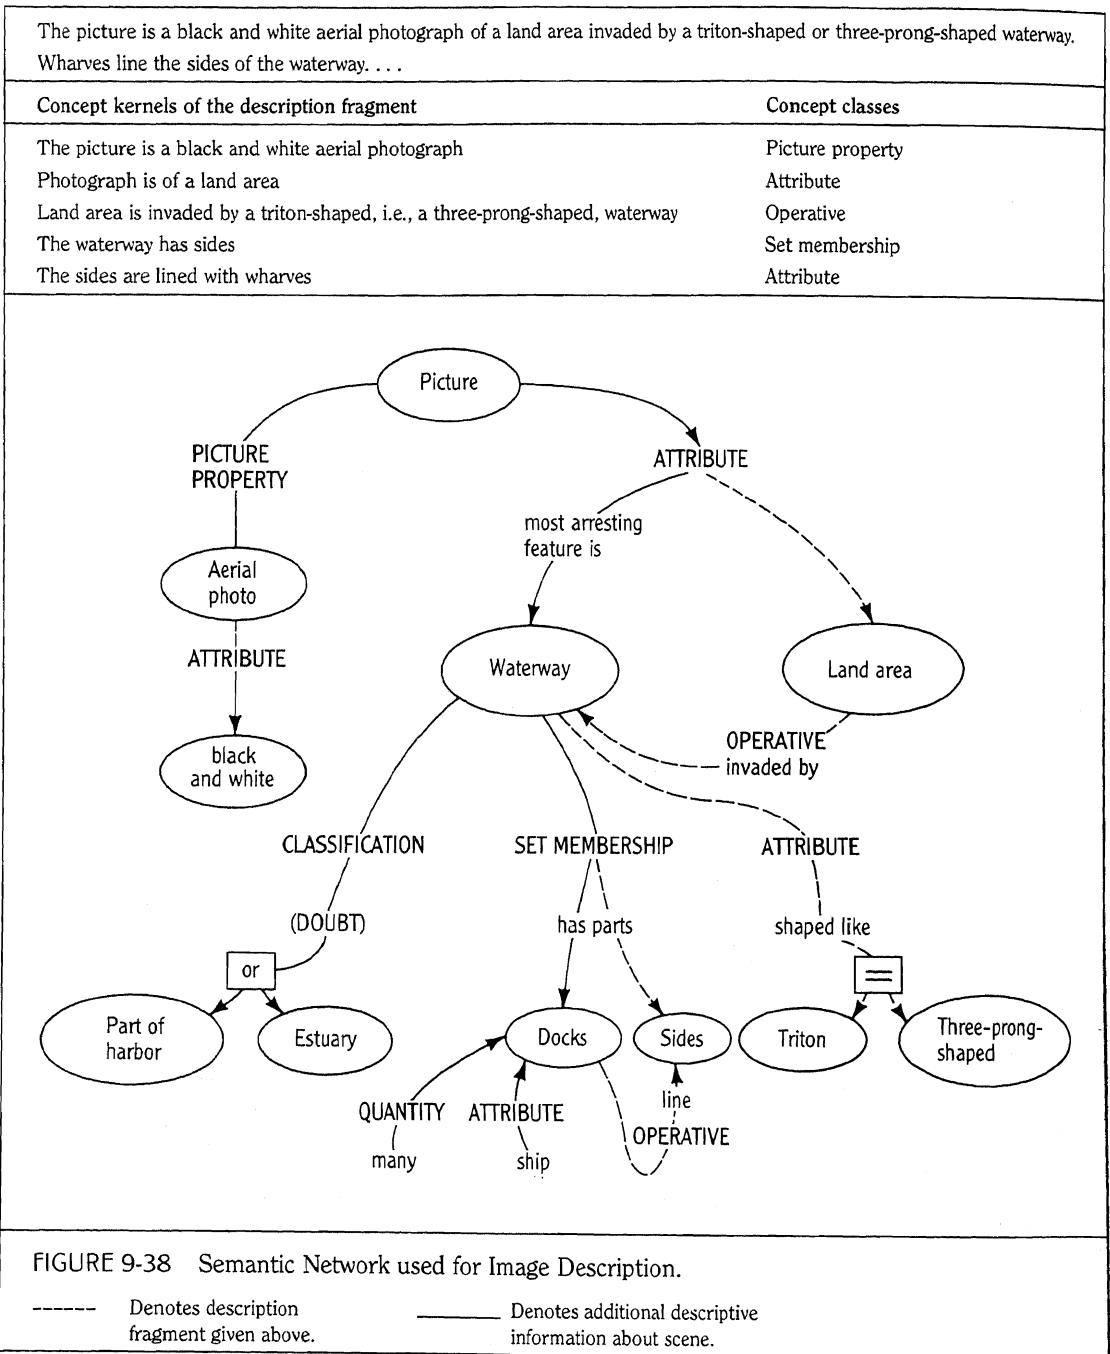 The picture is a black and white aerial photograph of a land area invaded by a triton-shaped or three-prong-shaped waterway.
Wharves line the sides of the waterway. . . .
Concept kernels of the description fragment Concept classes
The picture is a black and white aerial photograph Picture property
Photograph is of a land area Attribute
Land area is invaded by a triton-shaped, i.e., a three-prong-shaped, waterway Operative
The waterway has sides Set membership
The sides are lined with wharves Attribute
Picture
PICTURE
PROPERTY
ATTRIBUTE
most arresting
feature is
Aerial
photo
ATTRIBUTE
Waterway
Land area
black
and white
OPERATIVE
invaded by
CLASSIFICATION
SET MEMBERSHIP
ATTRIBUTE
(DOUBT)
has parts
shaped like
or
=
Part of
harbor
Estuary
Docks
Sides
Triton
Three-prong-
shaped
line
QUANTITY
ATTRIBUTE
OPERATIVE
many
ship
FIGURE 9-38 Semantic Network used for Image Description.
------ Denotes description
fragment given above.
Denotes additional descriptive
information about scene.